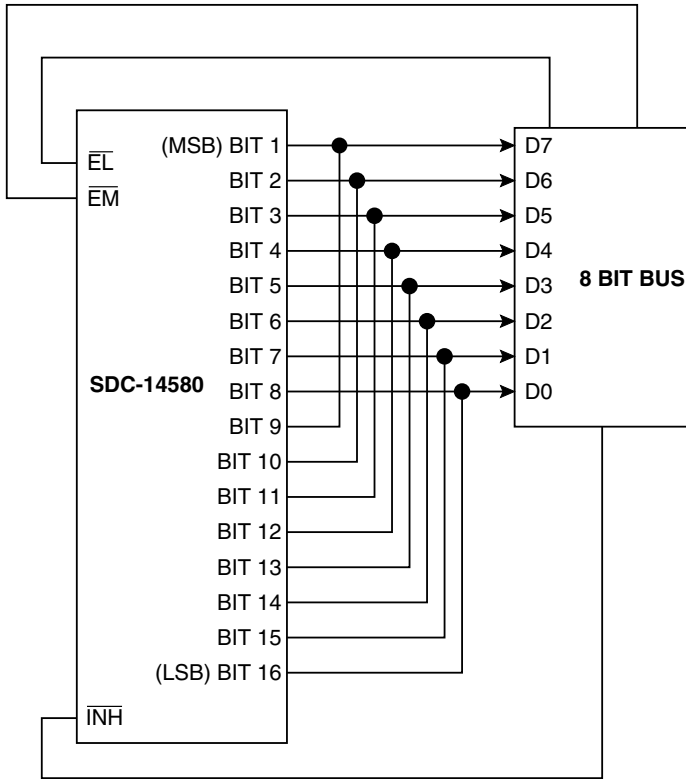 (MSB) BIT 1
D7
EL
BIT 2
D6
EM
BIT 3
D5
BIT 4
D4
BIT 5
D3
8 BIT BUS
BIT 6
D2
BIT 7
D1
SDC-14580
BIT 8
D0
BIT 9
BIT 10
BIT 11
BIT 12
BIT 13
BIT 14
BIT 15
(LSB) BIT 16
INH